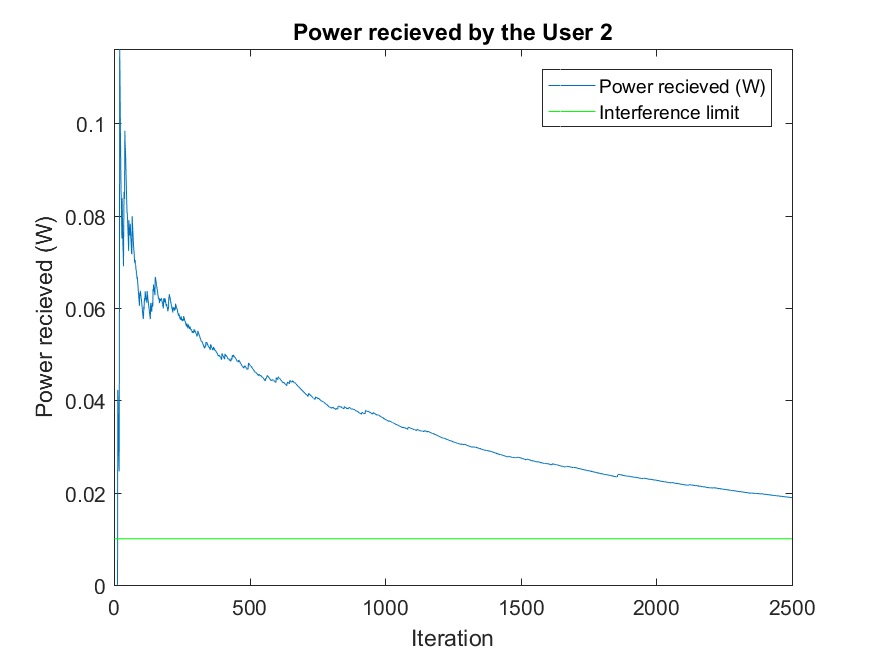 Power recieved by the User 2
Power recieved (W)
Interference limit
0.1
0.08
0.06
0.04
0.02
0
Power recieved (W)
0
500
1000
1500
2000
2500
Iteration